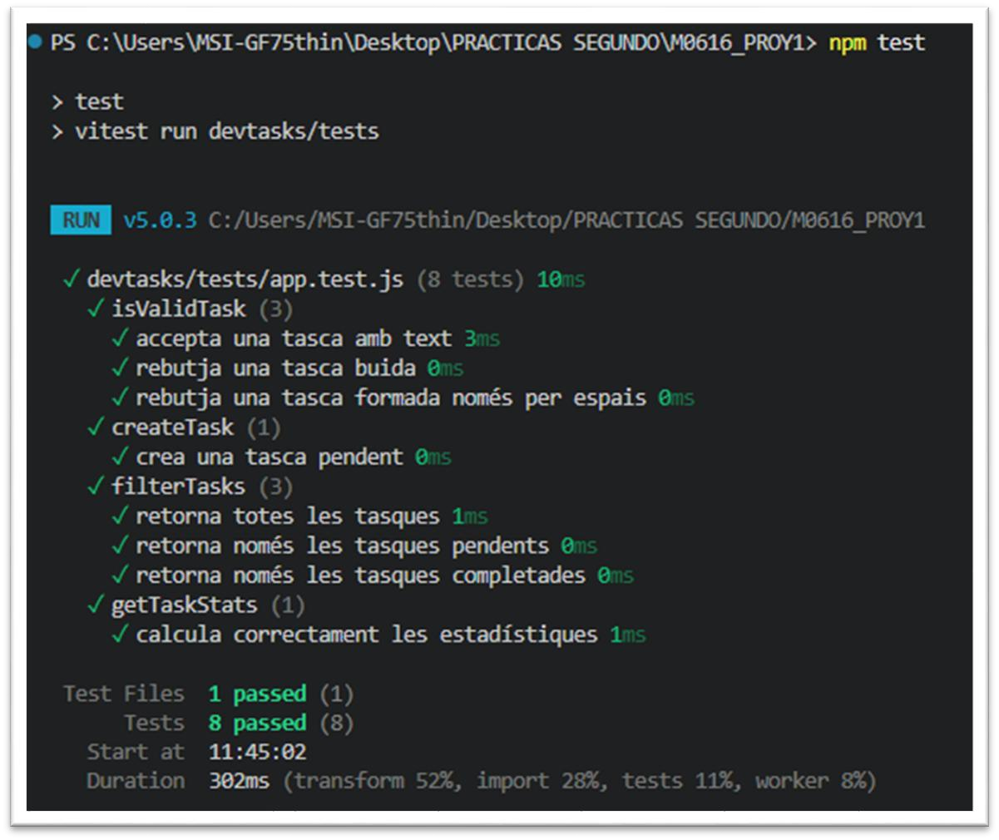 PS C:\Users\MSI-GF75thin\Desktop\PRACTICAS SEGUNDO\M0616_PROY1> npm test
> test
> vitest run devtasks/tests
RUN v5.0.3 C:/Users/MSI-GF75thin/Desktop/PRACTICAS SEGUNDO/M0616_PROY1
✓ devtasks/tests/app.test.js (8 tests) 10ms
✓ isValidTask (3)
✓ accepta una tasca amb text 3ms
✓ rebutja una tasca buida 0ms
✓ rebutja una tasca formada només per espais 0ms
✓ createTask (1)
✓ crea una tasca pendent 0ms
✓ filterTasks (3)
✓ retorna totes les tasques 1ms
✓ retorna només les tasques pendents 0ms
✓ retorna només les tasques completades 0ms
✓ getTaskStats (1)
✓ calcula correctament les estadístiques 1ms
Test Files 1 passed (1)
Tests 8 passed (8)
Start at 11:45:02
Duration 302ms (transform 52%, import 28%, tests 11%, worker 8%)